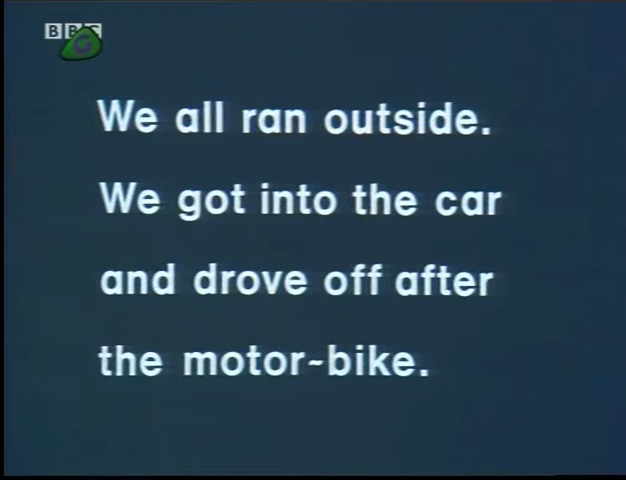 BBC
We all ran outside.
We got into the car
and drove off after
the motor-bike.